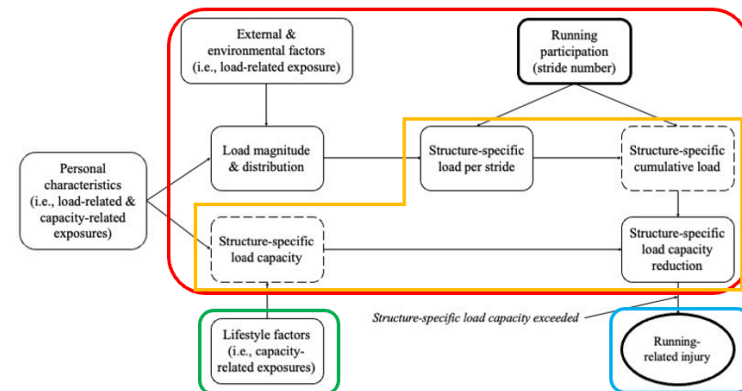 External &
environmental factors
(i.e., load-related exposure)
Running
participation
(stride number)
Personal
characteristics
(i.e., load-related &
capacity-related
exposures)
Load magnitude
& distribution
Structure-specific
load per stride
Structure-specific
cumulative load
Structure-specific
load capacity
Structure-specific
load capacity
reduction
Lifestyle factors
(i.e., capacity-
related exposures)
Structure-specific load capacity exceeded
Running-
related injury